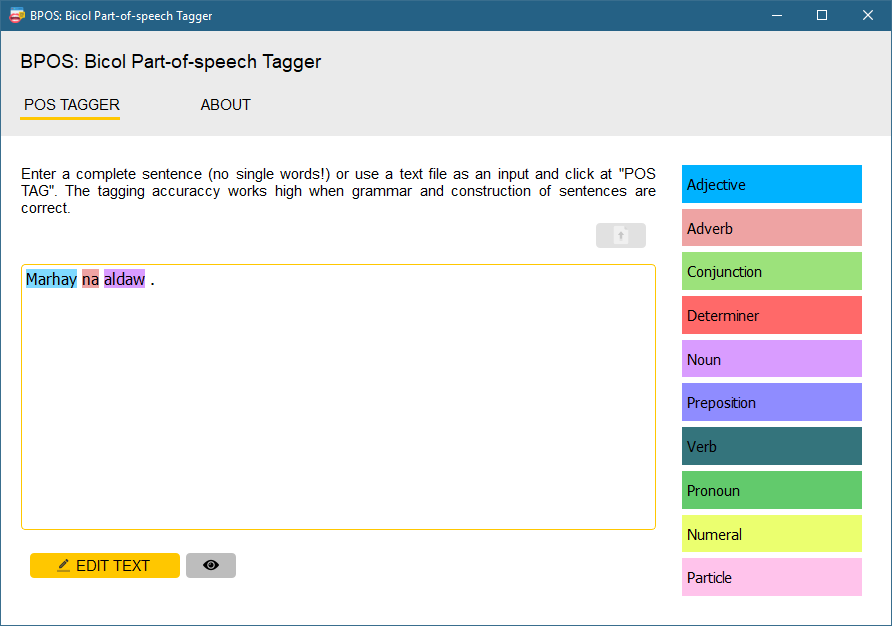 BPOS: Bicol Part-of-speech Tagger
BPOS: Bicol Part-of-speech Tagger
POS TAGGER ABOUT
Enter a complete sentence (no single words!) or use a text file as an input and click at "POS
TAG". The tagging accuraccy works high when grammar and construction of sentences are
correct.
Marhay na aldaw .
EDIT TEXT
Adjective
Adverb
Conjunction
Determiner
Noun
Preposition
Verb
Pronoun
Numeral
Particle